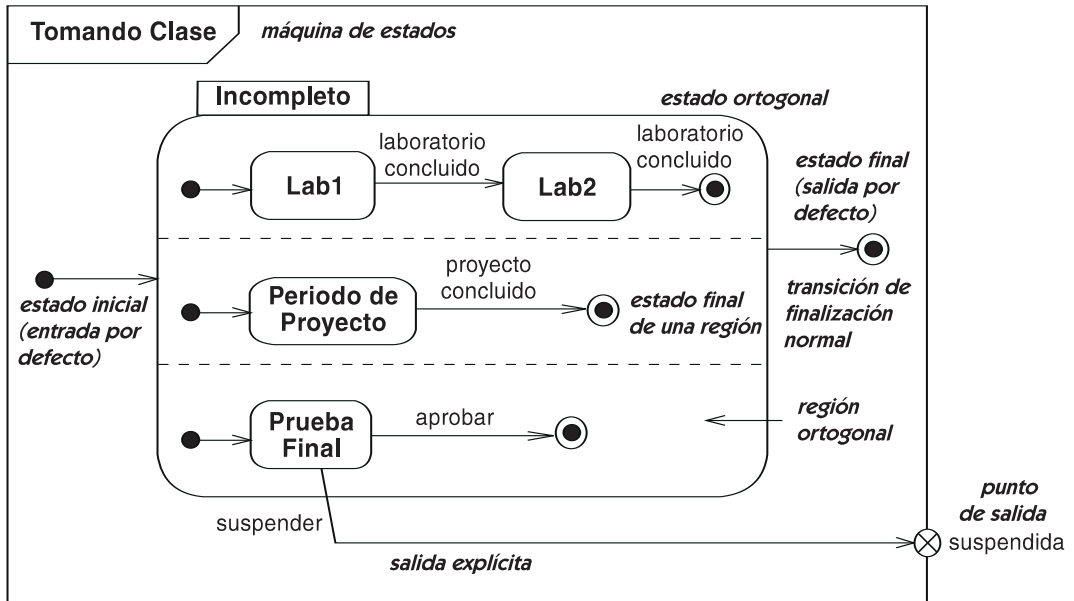 Tomando Clase
máquina de estados
Incompleto
estado ortogonal
laboratorio
concluido
laboratorio
concluido
Lab1
Lab2
estado final
(salida por
defecto)
estado inicial
(entrada por
defecto)
Periodo de
Proyecto
proyecto
concluido
estado final
de una región
transición de
finalización
normal
Prueba
Final
aprobar
región
ortogonal
suspender
salida explícita
punto
de salida
suspendida